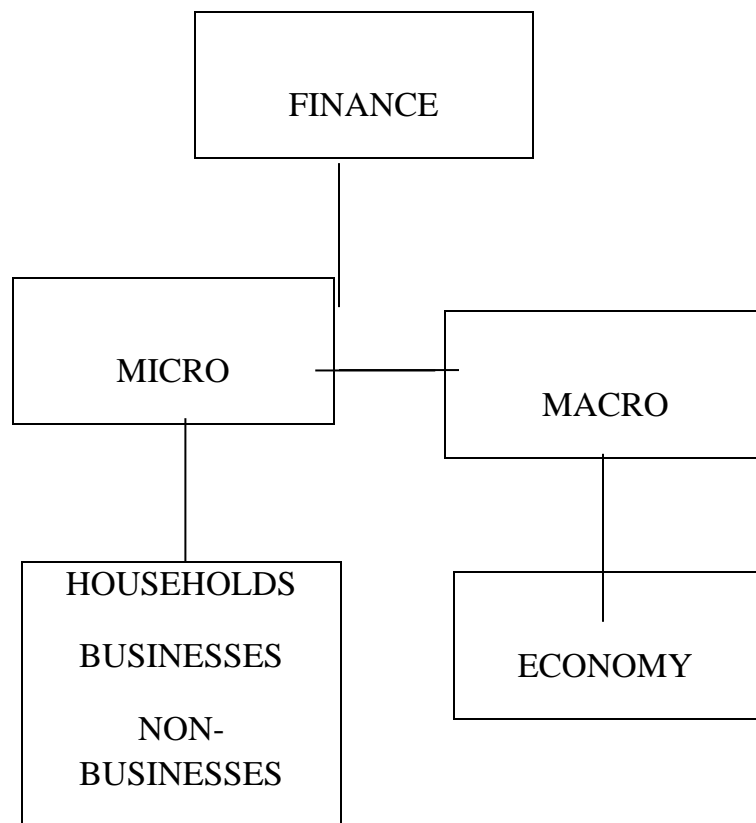 FINANCE
MICRO
MACRO
HOUSEHOLDS
BUSINESSES
NON-
BUSINESSES
ECONOMY